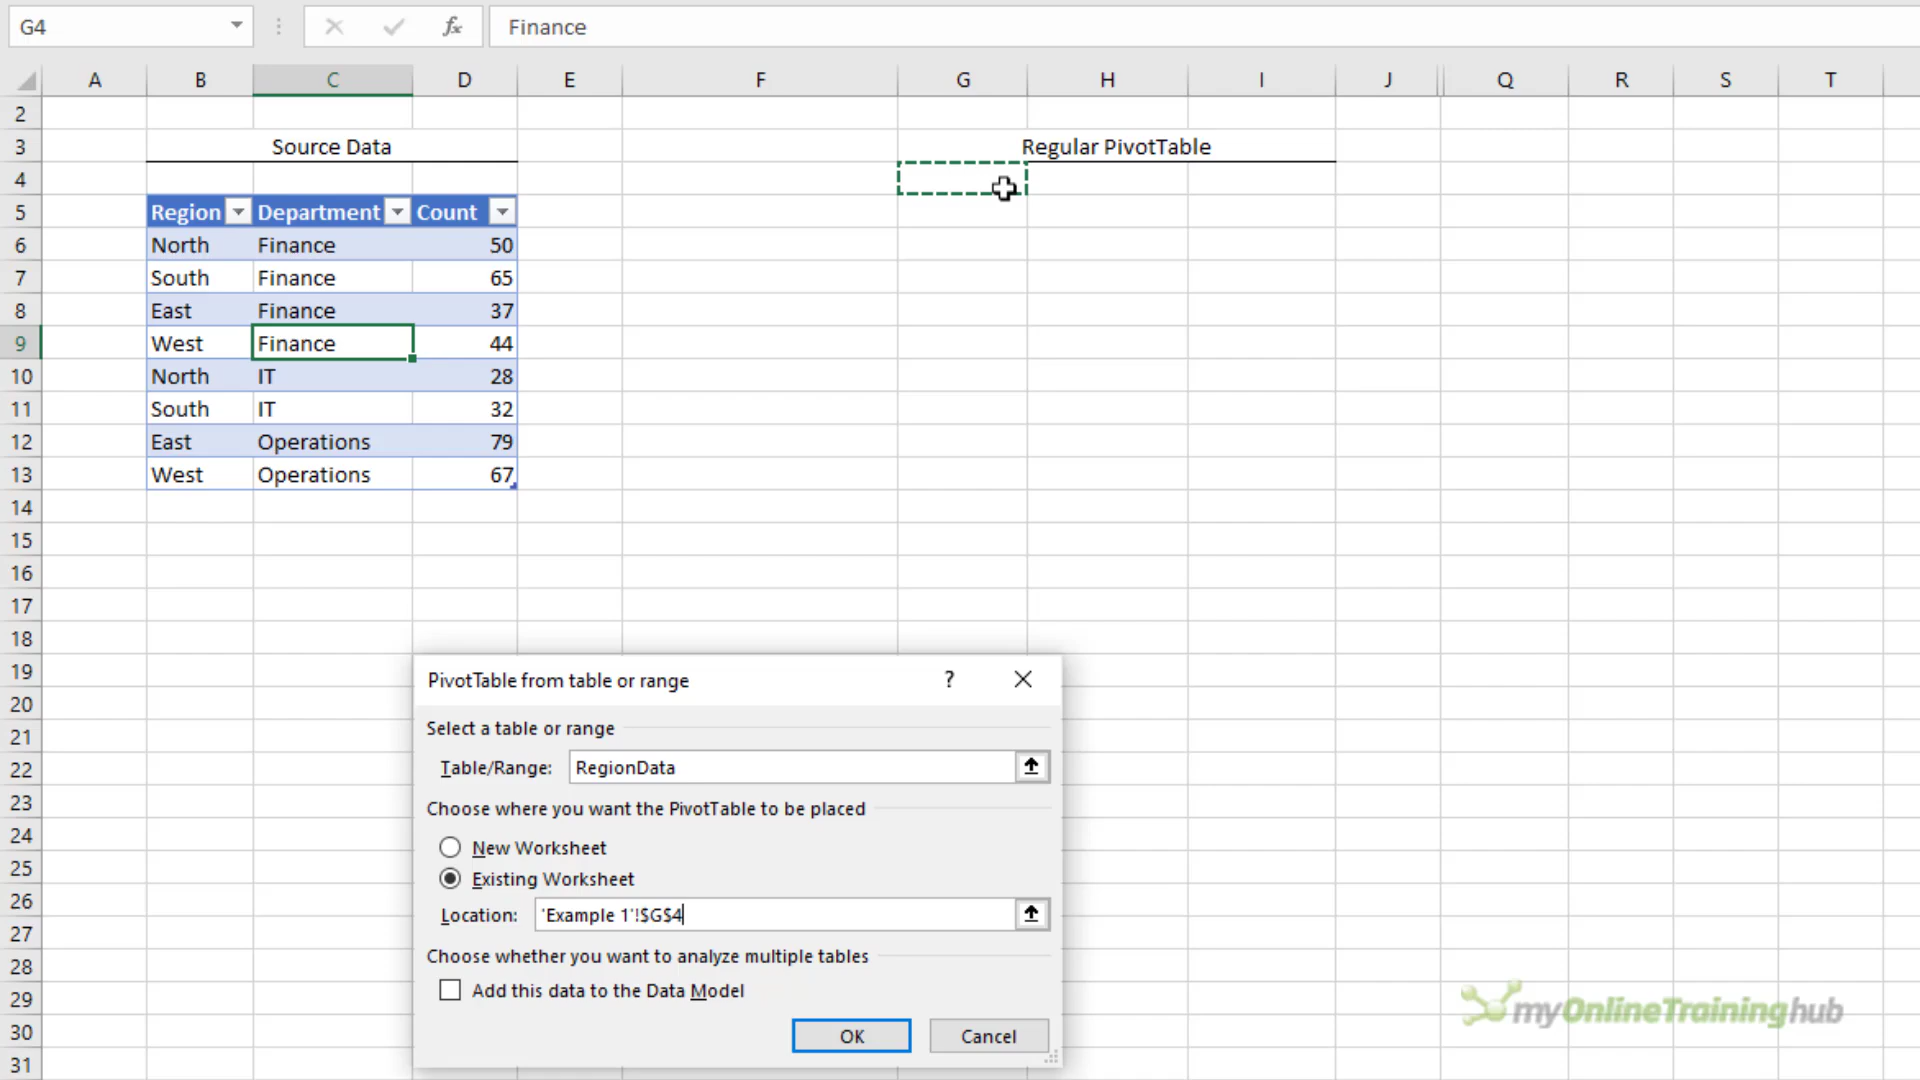 G4 fx Finance
A B C D E F G H I J Q R S T
2
3 Source Data Regular PivotTable
4
5 Region Department Count
6 North Finance 50
7 South Finance 65
8 East Finance 37
9 West Finance 44
10 North IT 28
11 South IT 32
12 East Operations 79
13 West Operations 67
14
15
16
17
18
19
20
21
22
23
24
25
26
27
28
29
30
31
PivotTable from table or range ?
Select a table or range
Table/Range: RegionData
Choose where you want the PivotTable to be placed
New Worksheet
Existing Worksheet
Location: 'Example 1'!$G$4
Choose whether you want to analyze multiple tables
Add this data to the Data Model
OK Cancel
myOnlineTraininghub